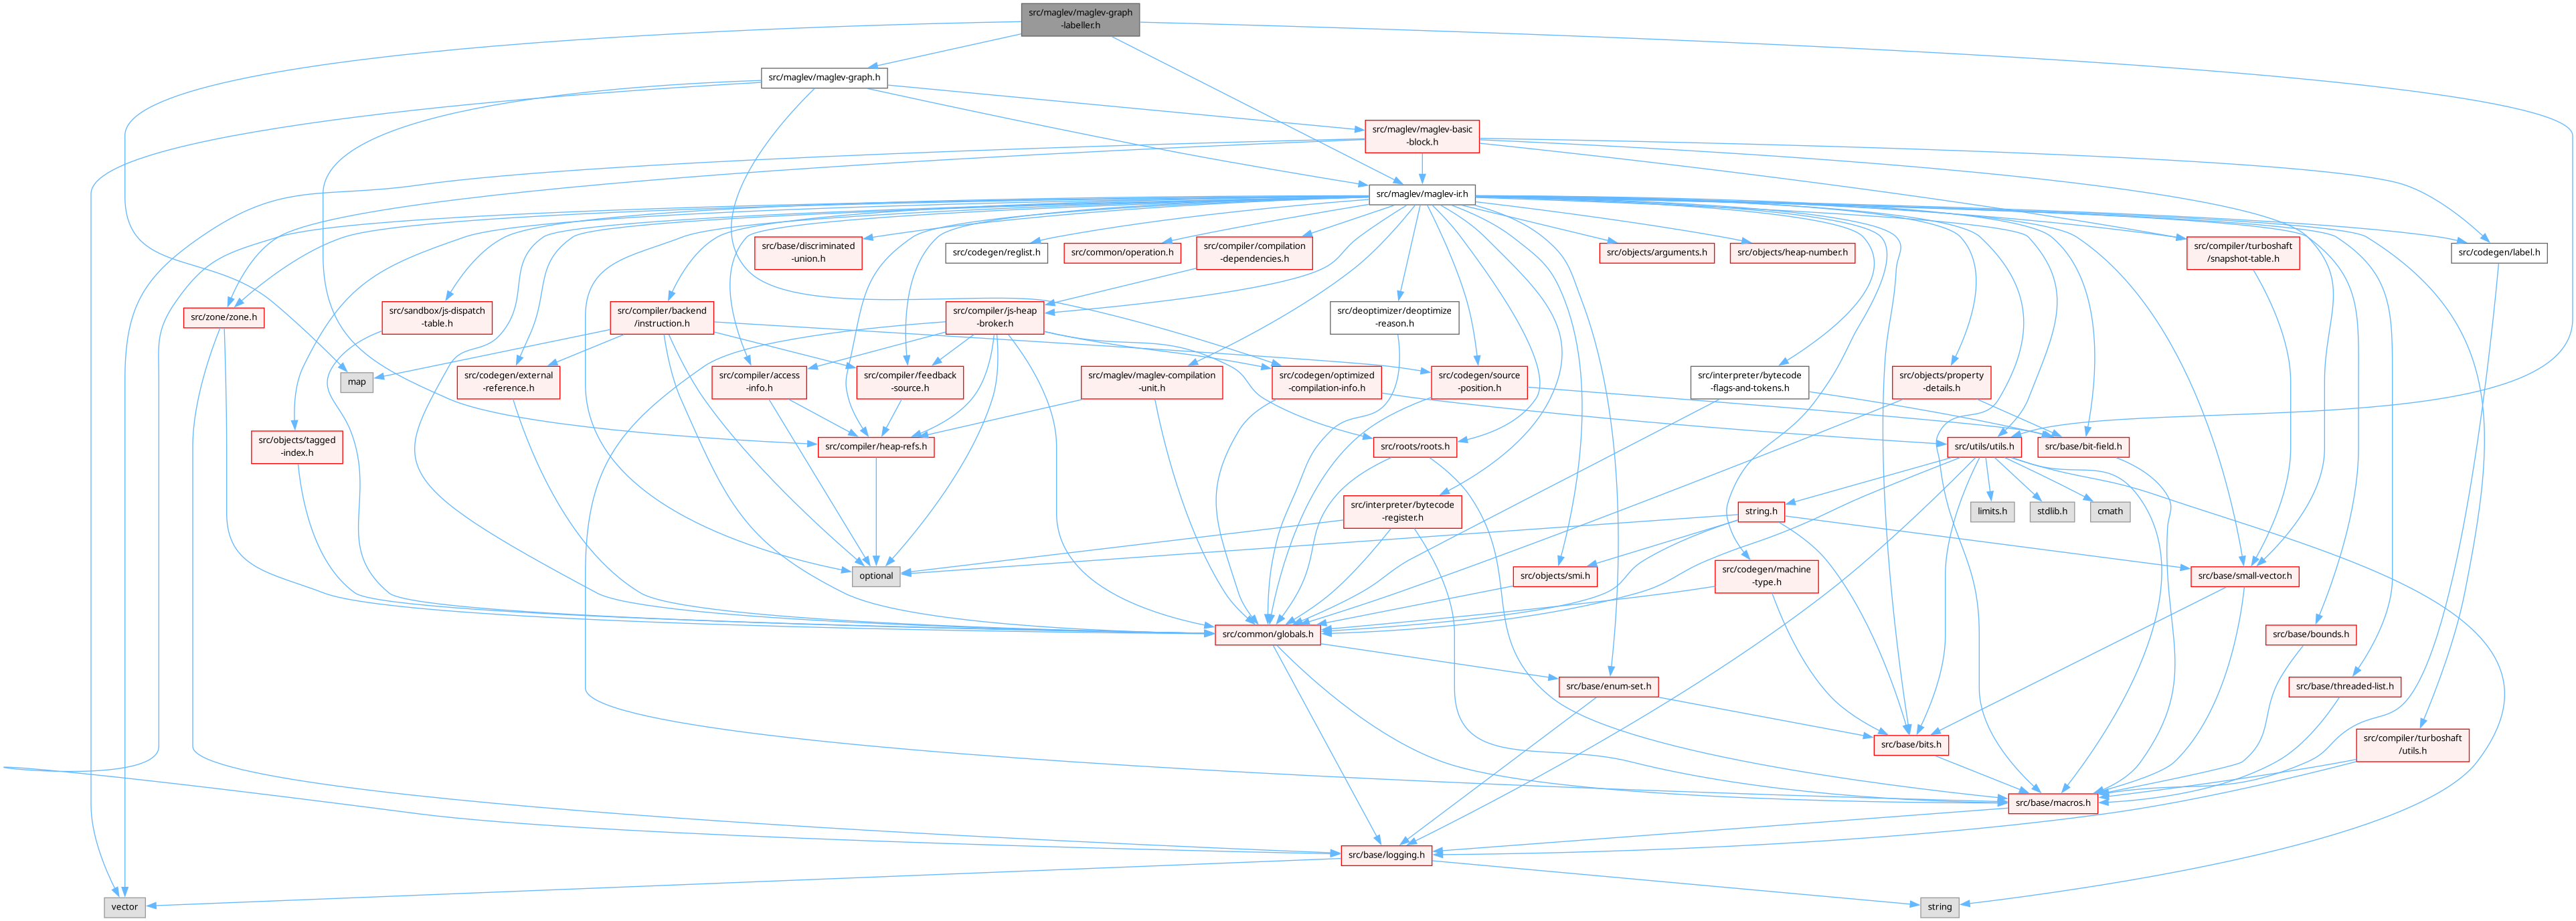 src/maglev/maglev-graph
-labeller.h
src/maglev/maglev-graph.h
src/maglev/maglev-basic
-block.h
src/maglev/maglev-ir.h
src/base/discriminated
-union.h
src/codegen/reglist.h
src/common/operation.h
src/compiler/compilation
-dependencies.h
src/objects/arguments.h
src/objects/heap-number.h
src/compiler/turboshaft
/snapshot-table.h
src/codegen/label.h
src/zone/zone.h
src/sandbox/js-dispatch
-table.h
src/compiler/backend
/instruction.h
src/compiler/js-heap
-broker.h
src/deoptimizer/deoptimize
-reason.h
map
src/codegen/external
-reference.h
src/compiler/access
-info.h
src/compiler/feedback
-source.h
src/maglev/maglev-compilation
-unit.h
src/codegen/optimized
-compilation-info.h
src/codegen/source
-position.h
src/interpreter/bytecode
-flags-and-tokens.h
src/objects/property
-details.h
src/objects/tagged
-index.h
src/compiler/heap-refs.h
src/roots/roots.h
src/utils/utils.h
src/base/bit-field.h
src/interpreter/bytecode
-register.h
string.h
limits.h
stdlib.h
cmath
optional
src/objects/smi.h
src/codegen/machine
-type.h
src/base/small-vector.h
src/common/globals.h
src/base/bounds.h
src/base/enum-set.h
src/base/threaded-list.h
src/base/bits.h
src/compiler/turboshaft
/utils.h
src/base/macros.h
src/base/logging.h
vector
string